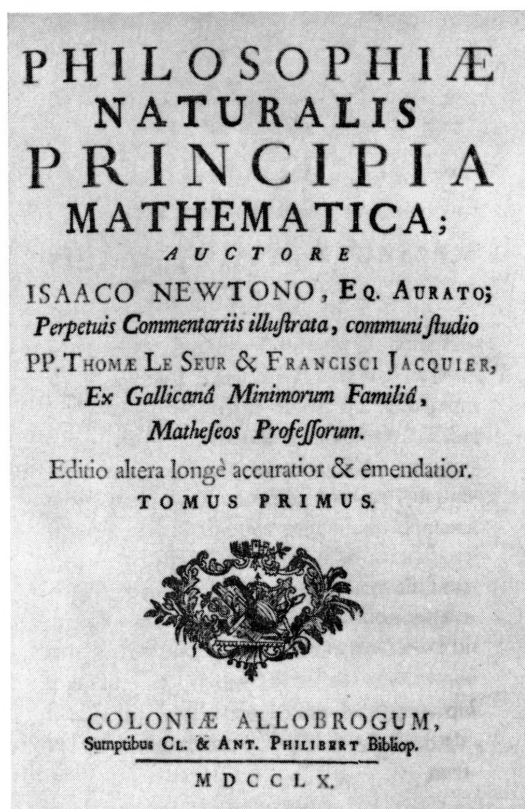 PHILOSOPHIÆ
NATURALIS
PRINCIPIA
MATHEMATICA;
AUCTORE
ISAACO NEWTONO, EQ. AURATO;
Perpetuis Commentariis illuſtrata, communi ſtudio
PP. THOMÆ LE SEUR & FRANCISCI JACQUIER,
Ex Gallicanâ Minimorum Familiâ,
Matheſeos Profeſſorum.
Editio altera longè accuratior & emendatior.
TOMUS PRIMUS.
COLONIÆ ALLOBROGUM,
Sumptibus CL. & ANT. PHILIBERT Bibliop.
MDCCLX.